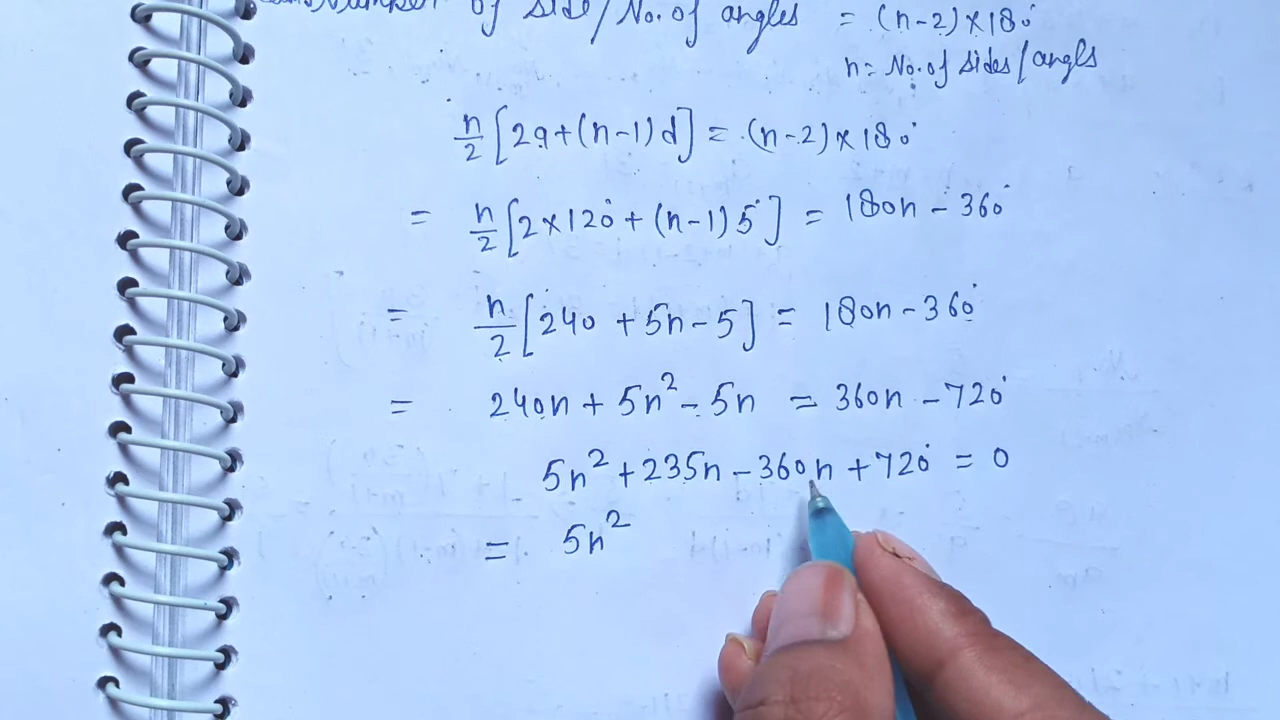 Number of side/No. of angles = (n-2)×180°
n = No. of sides/angls
n/2 [2a+(n-1)d] = (n-2)×180°
= n/2 [2×120°+(n-1)5°] = 180n - 360°
= n/2 [240 + 5n - 5] = 180n - 360°
= 240n + 5n² - 5n = 360n - 720°
5n² + 235n - 360n + 720° = 0
= 5n²